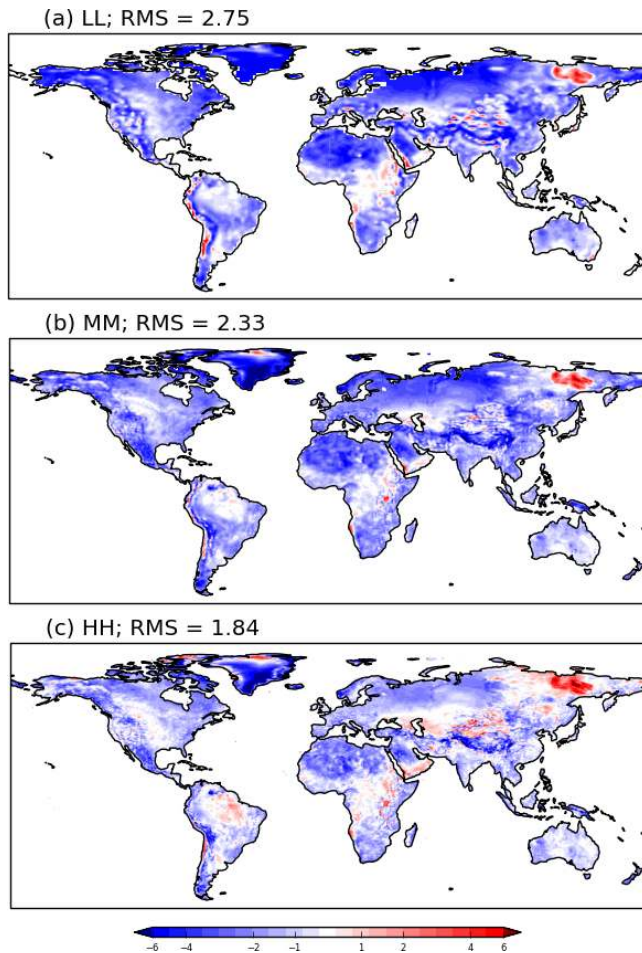 (a) LL; RMS = 2.75
(b) MM; RMS = 2.33
(c) HH; RMS = 1.84
−6 −4 −2 −1 1 2 4 6